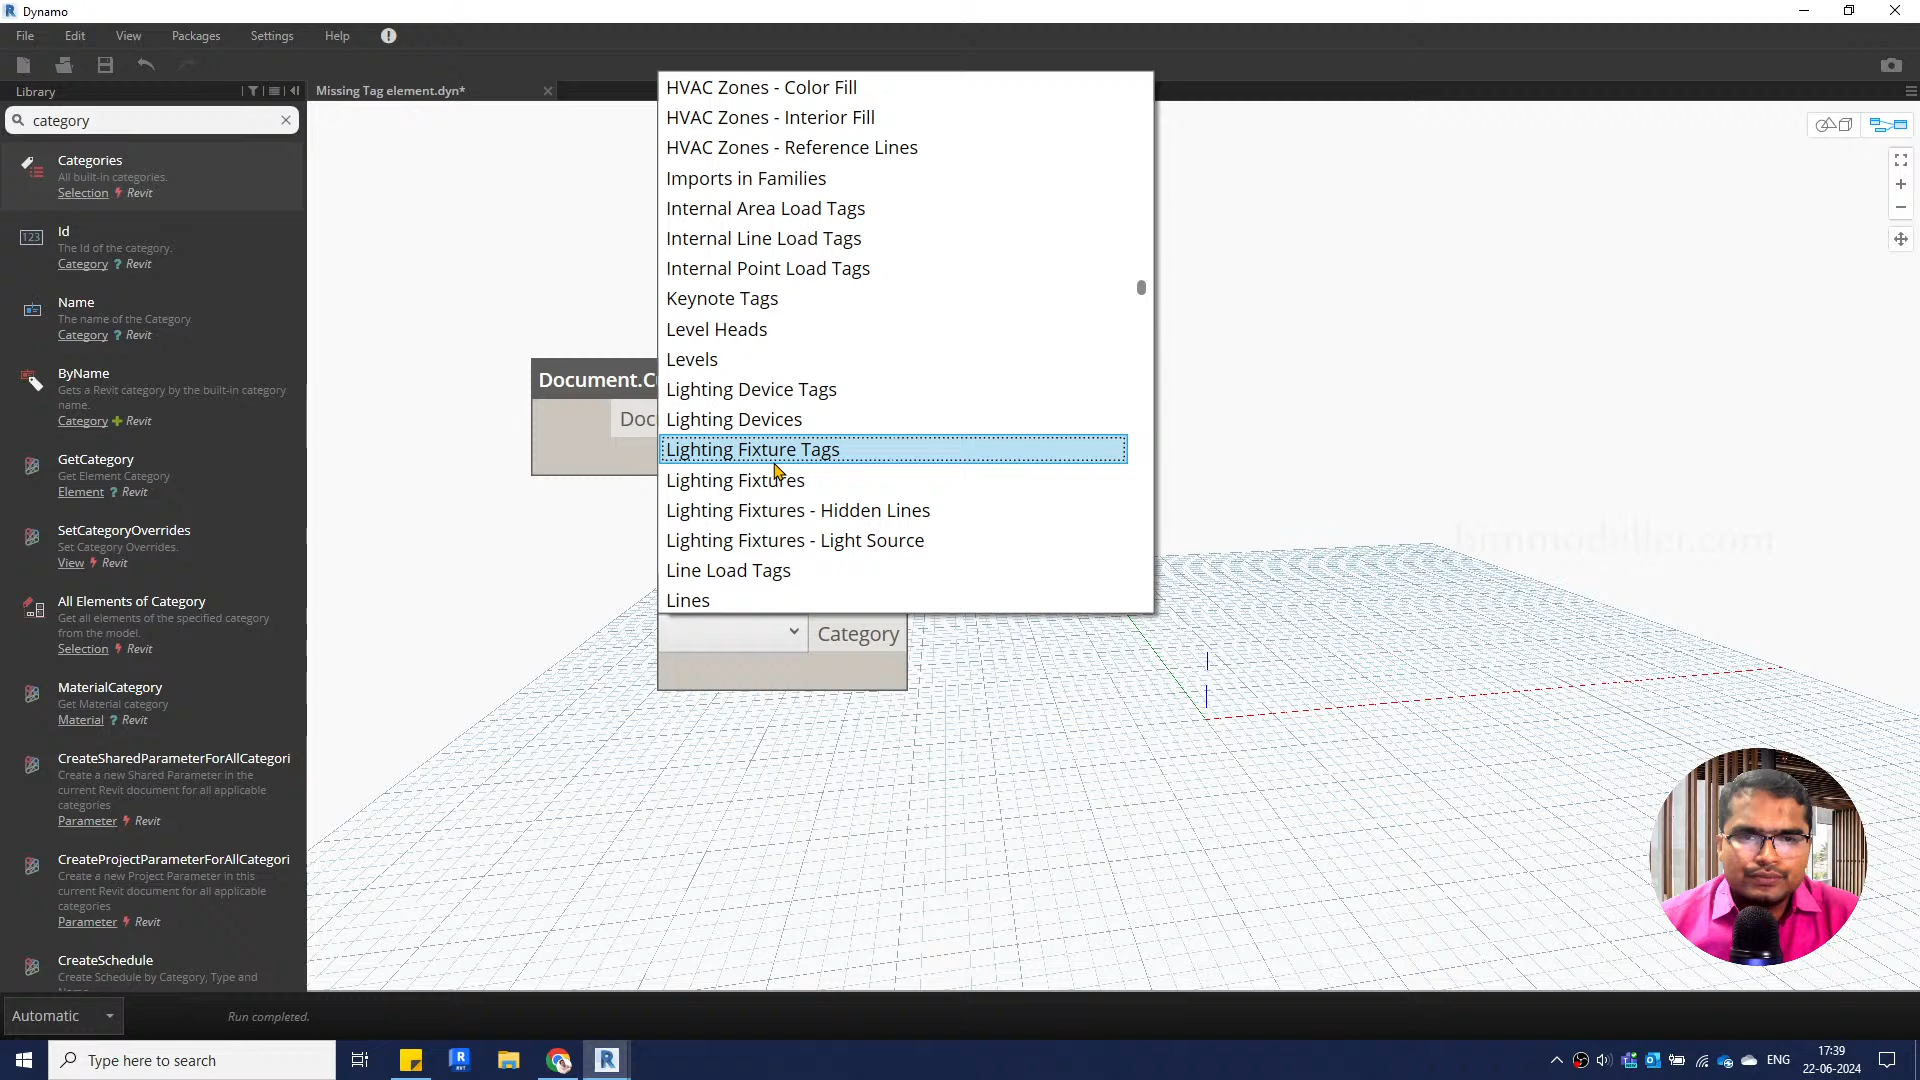 Dynamo
File Edit View Packages Settings Help
Library
Missing Tag element.dyn*
category
Categories
All built-in categories.
Selection Revit
Id
The Id of the category.
Category ? Revit
Name
The name of the Category.
Category ? Revit
ByName
Gets a Revit category by the built-in category
name.
Category Revit
GetCategory
Get Element Category
Element ? Revit
SetCategoryOverrides
Set Category Overrides.
View Revit
All Elements of Category
Get all elements of the specified category
from the model.
Selection Revit
MaterialCategory
Get Material category
Material ? Revit
CreateSharedParameterForAllCategori
Create a new Shared Parameter in the
current Revit document for all applicable
categories
Parameter Revit
CreateProjectParameterForAllCategori
Create a new Project Parameter in this
current Revit document for all applicable
categories
Parameter Revit
CreateSchedule
Create Schedule by Category, Type and
HVAC Zones - Color Fill
HVAC Zones - Interior Fill
HVAC Zones - Reference Lines
Imports in Families
Internal Area Load Tags
Internal Line Load Tags
Internal Point Load Tags
Keynote Tags
Level Heads
Levels
Lighting Device Tags
Lighting Devices
Lighting Fixture Tags
Lighting Fixtures
Lighting Fixtures - Hidden Lines
Lighting Fixtures - Light Source
Line Load Tags
Lines
Document.Cu
Doc
Category
Automatic
Run completed.
Type here to search
ENG
17:39
22-06-2024